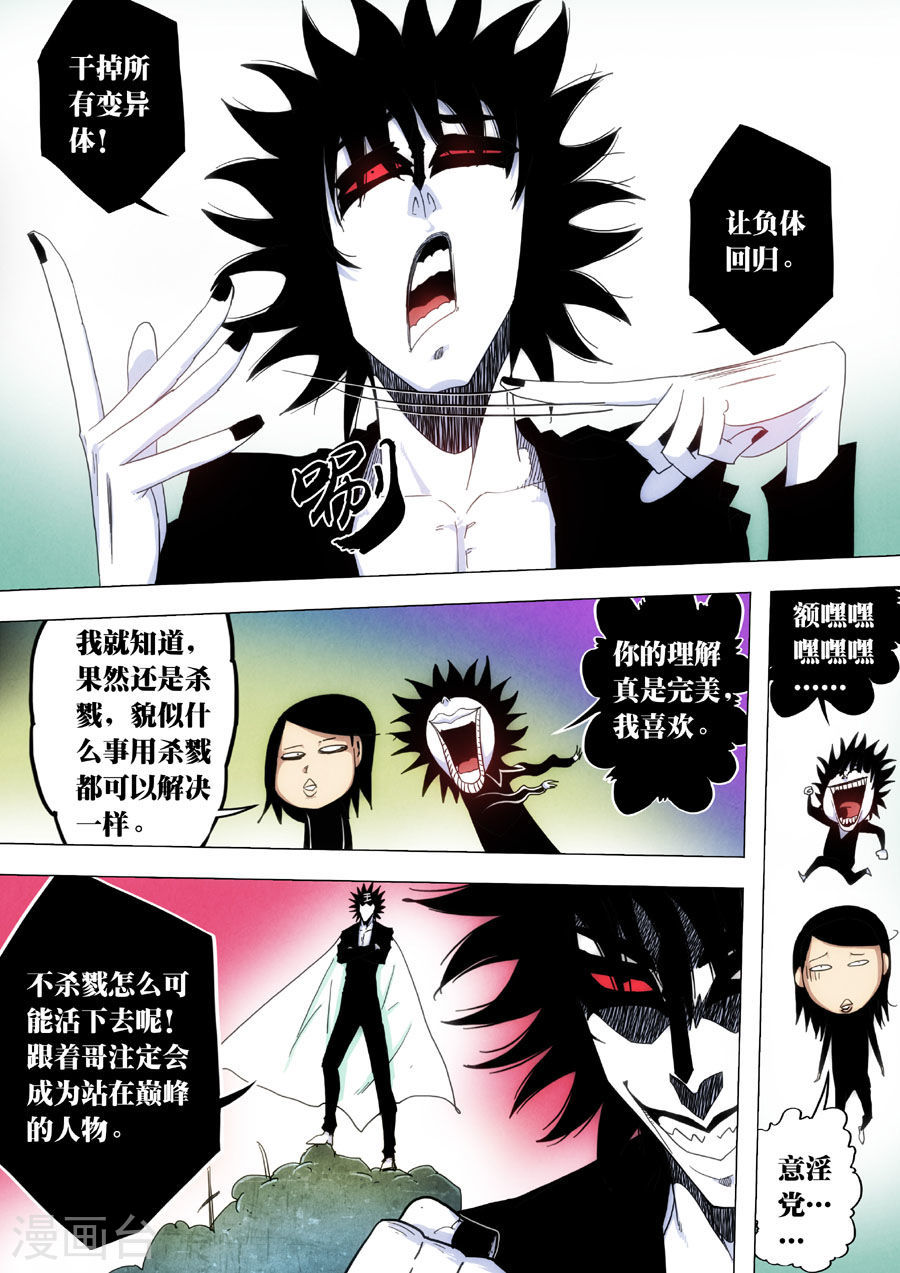 干掉所
有变异
体！
让负体
回归。
唰
我就知道，
果然还是杀
戮，貌似什
么事用杀戮
都可以解决
一样。
你的理解
真是完美，
我喜欢。
额嘿嘿
嘿嘿嘿
……
不杀戮怎么可
能活下去呢！
跟着哥注定会
成为站在巅峰
的人物。
意淫
党…
…
漫画台